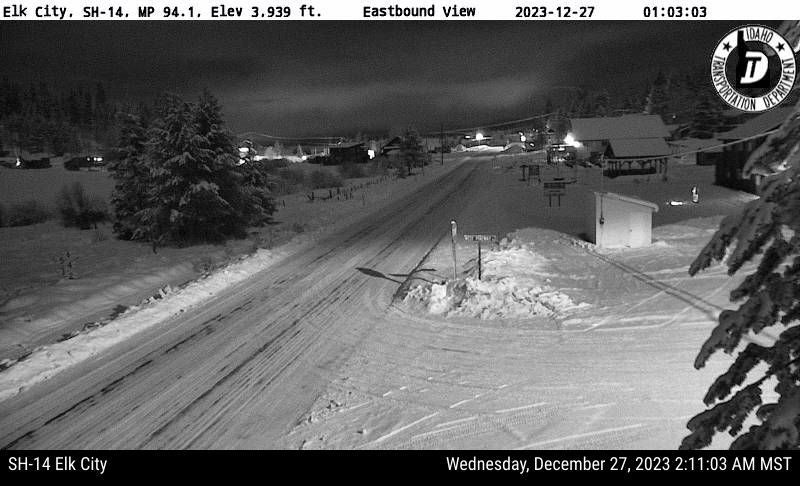 Elk City, SH-14, MP 94.1, Elev 3,939 ft. Eastbound View 2023-12-27 01:03:03
IDAHO
TRANSPORTATION DEPARTMENT
SH-14 Elk City Wednesday, December 27, 2023 2:11:03 AM MST